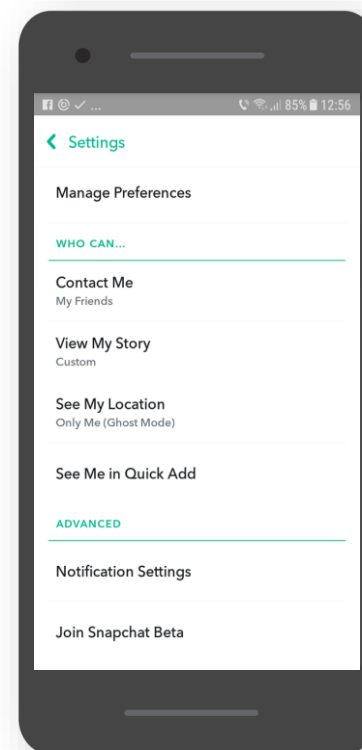 85% 12:56
Settings
Manage Preferences
WHO CAN...
Contact Me
My Friends
View My Story
Custom
See My Location
Only Me (Ghost Mode)
See Me in Quick Add
ADVANCED
Notification Settings
Join Snapchat Beta